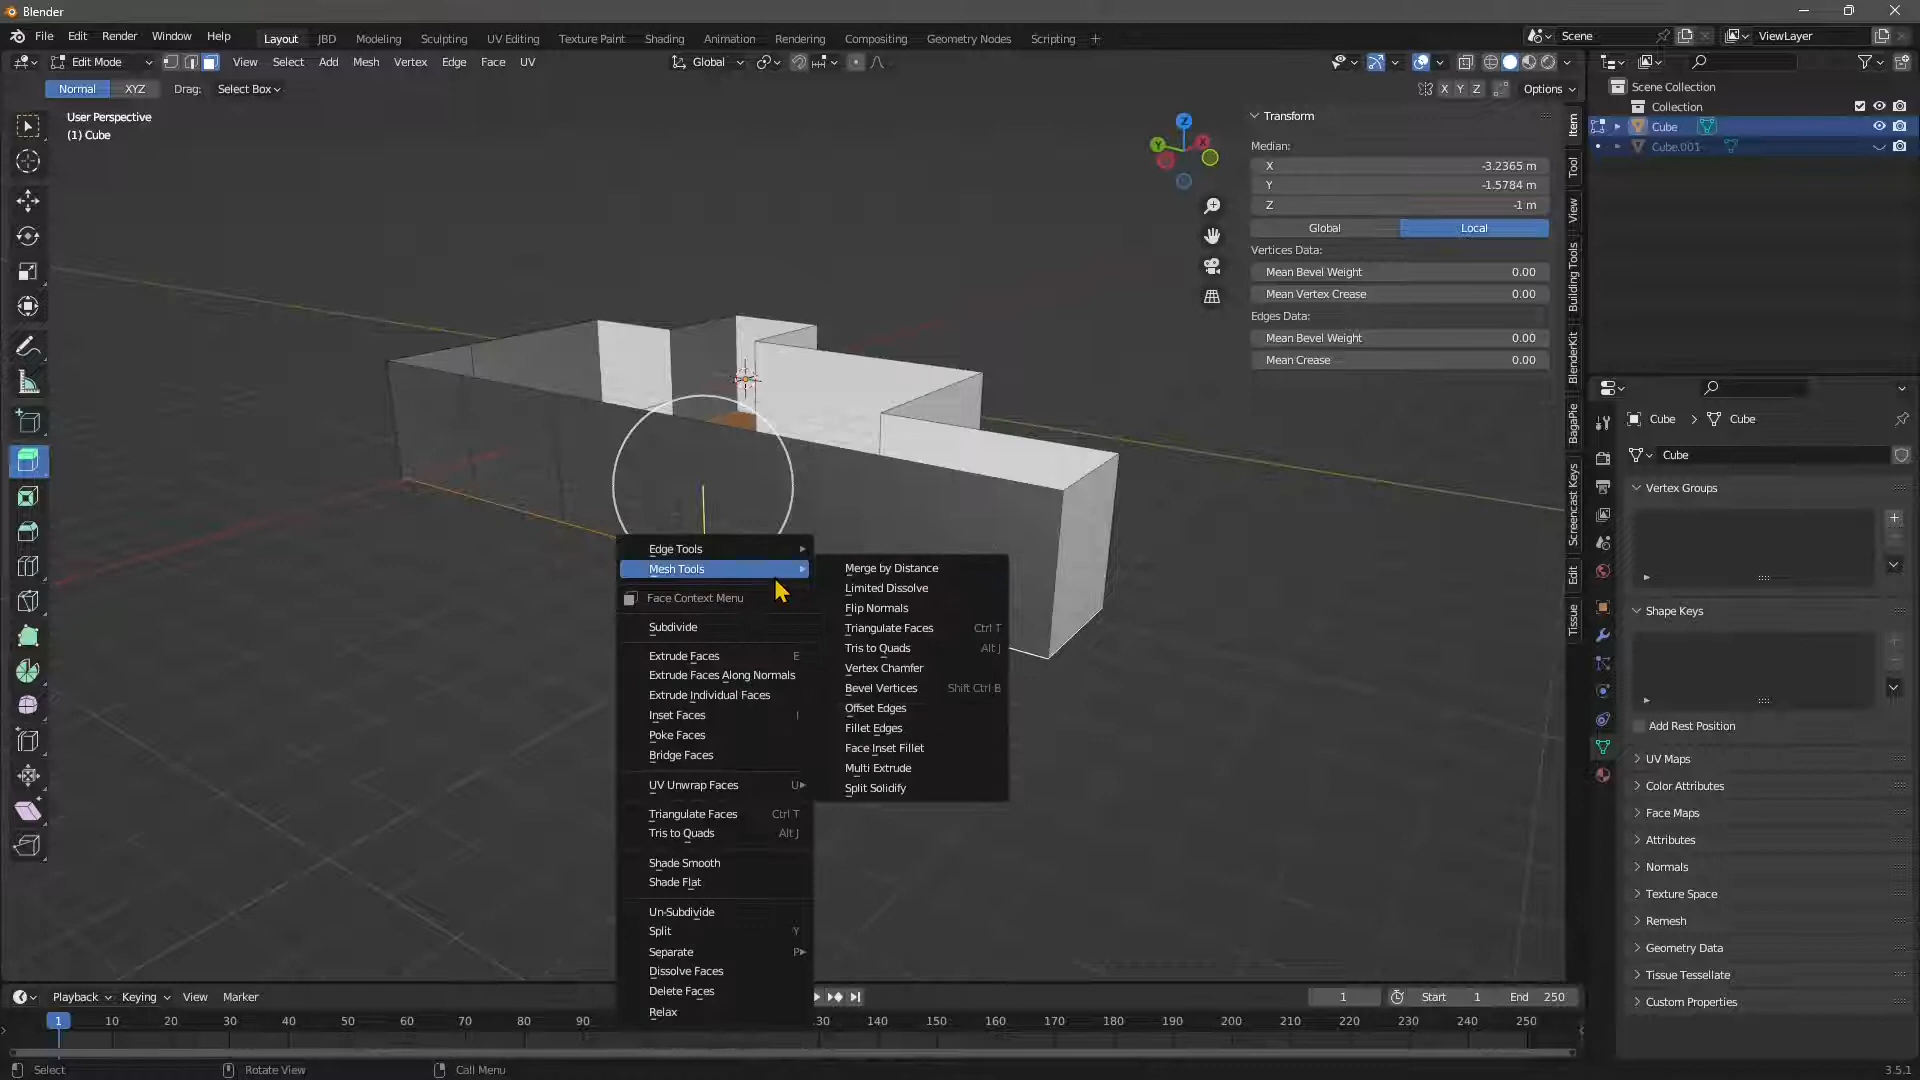 Blender
File Edit Render Window Help
Layout JBD Modeling Sculpting UV Editing Texture Paint Shading Animation Rendering Compositing Geometry Nodes Scripting +
Scene
ViewLayer
Edit Mode
View Select Add Mesh Vertex Edge Face UV
Global
Normal XYZ Drag: Select Box
X Y Z Options
User Perspective
(1) Cube
Z
Y
X
Transform
Median:
X -3.2365 m
Y -1.5784 m
Z -1 m
Global Local
Vertices Data:
Mean Bevel Weight 0.00
Mean Vertex Crease 0.00
Edges Data:
Mean Bevel Weight 0.00
Mean Crease 0.00
Item
Tool
View
Building Tools
BlenderKit
BagaPie
Screencast Keys
Edit
Tissue
Scene Collection
Collection
Cube
Cube.001
Cube > Cube
Cube
Vertex Groups
Shape Keys
Add Rest Position
UV Maps
Color Attributes
Face Maps
Attributes
Normals
Texture Space
Remesh
Geometry Data
Tissue Tessellate
Custom Properties
Edge Tools
Mesh Tools
Face Context Menu
Subdivide
Extrude Faces E
Extrude Faces Along Normals
Extrude Individual Faces
Inset Faces I
Poke Faces
Bridge Faces
UV Unwrap Faces U
Triangulate Faces Ctrl T
Tris to Quads Alt J
Shade Smooth
Shade Flat
Un-Subdivide
Split Y
Separate P
Dissolve Faces
Delete Faces
Relax
Merge by Distance
Limited Dissolve
Flip Normals
Triangulate Faces Ctrl T
Tris to Quads Alt J
Vertex Chamfer
Bevel Vertices Shift Ctrl B
Offset Edges
Fillet Edges
Face Inset Fillet
Multi Extrude
Split Solidify
Playback Keying View Marker
1 Start 1 End 250
1 10 20 30 40 50 60 70 80 90 130 140 150 160 170 180 190 200 210 220 230 240 250
Select Rotate View Call Menu
3.5.1